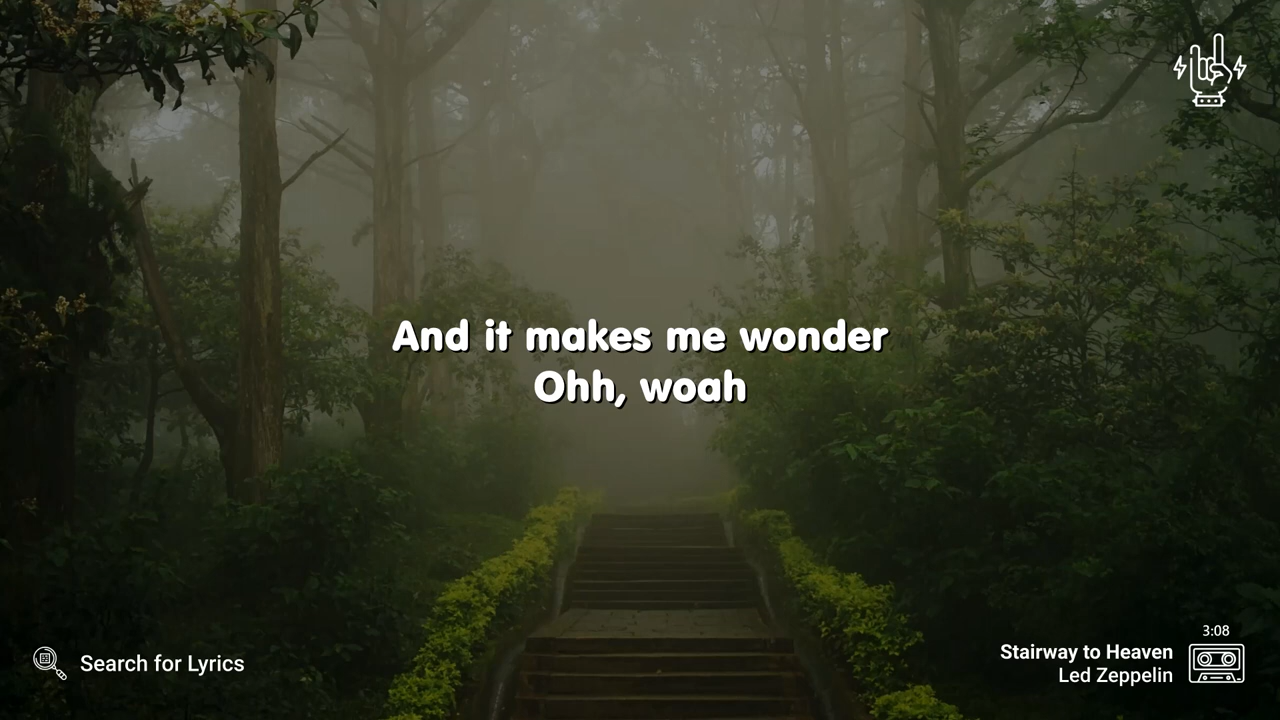 And it makes me wonder
Ohh, woah
Search for Lyrics
3:08
Stairway to Heaven
Led Zeppelin